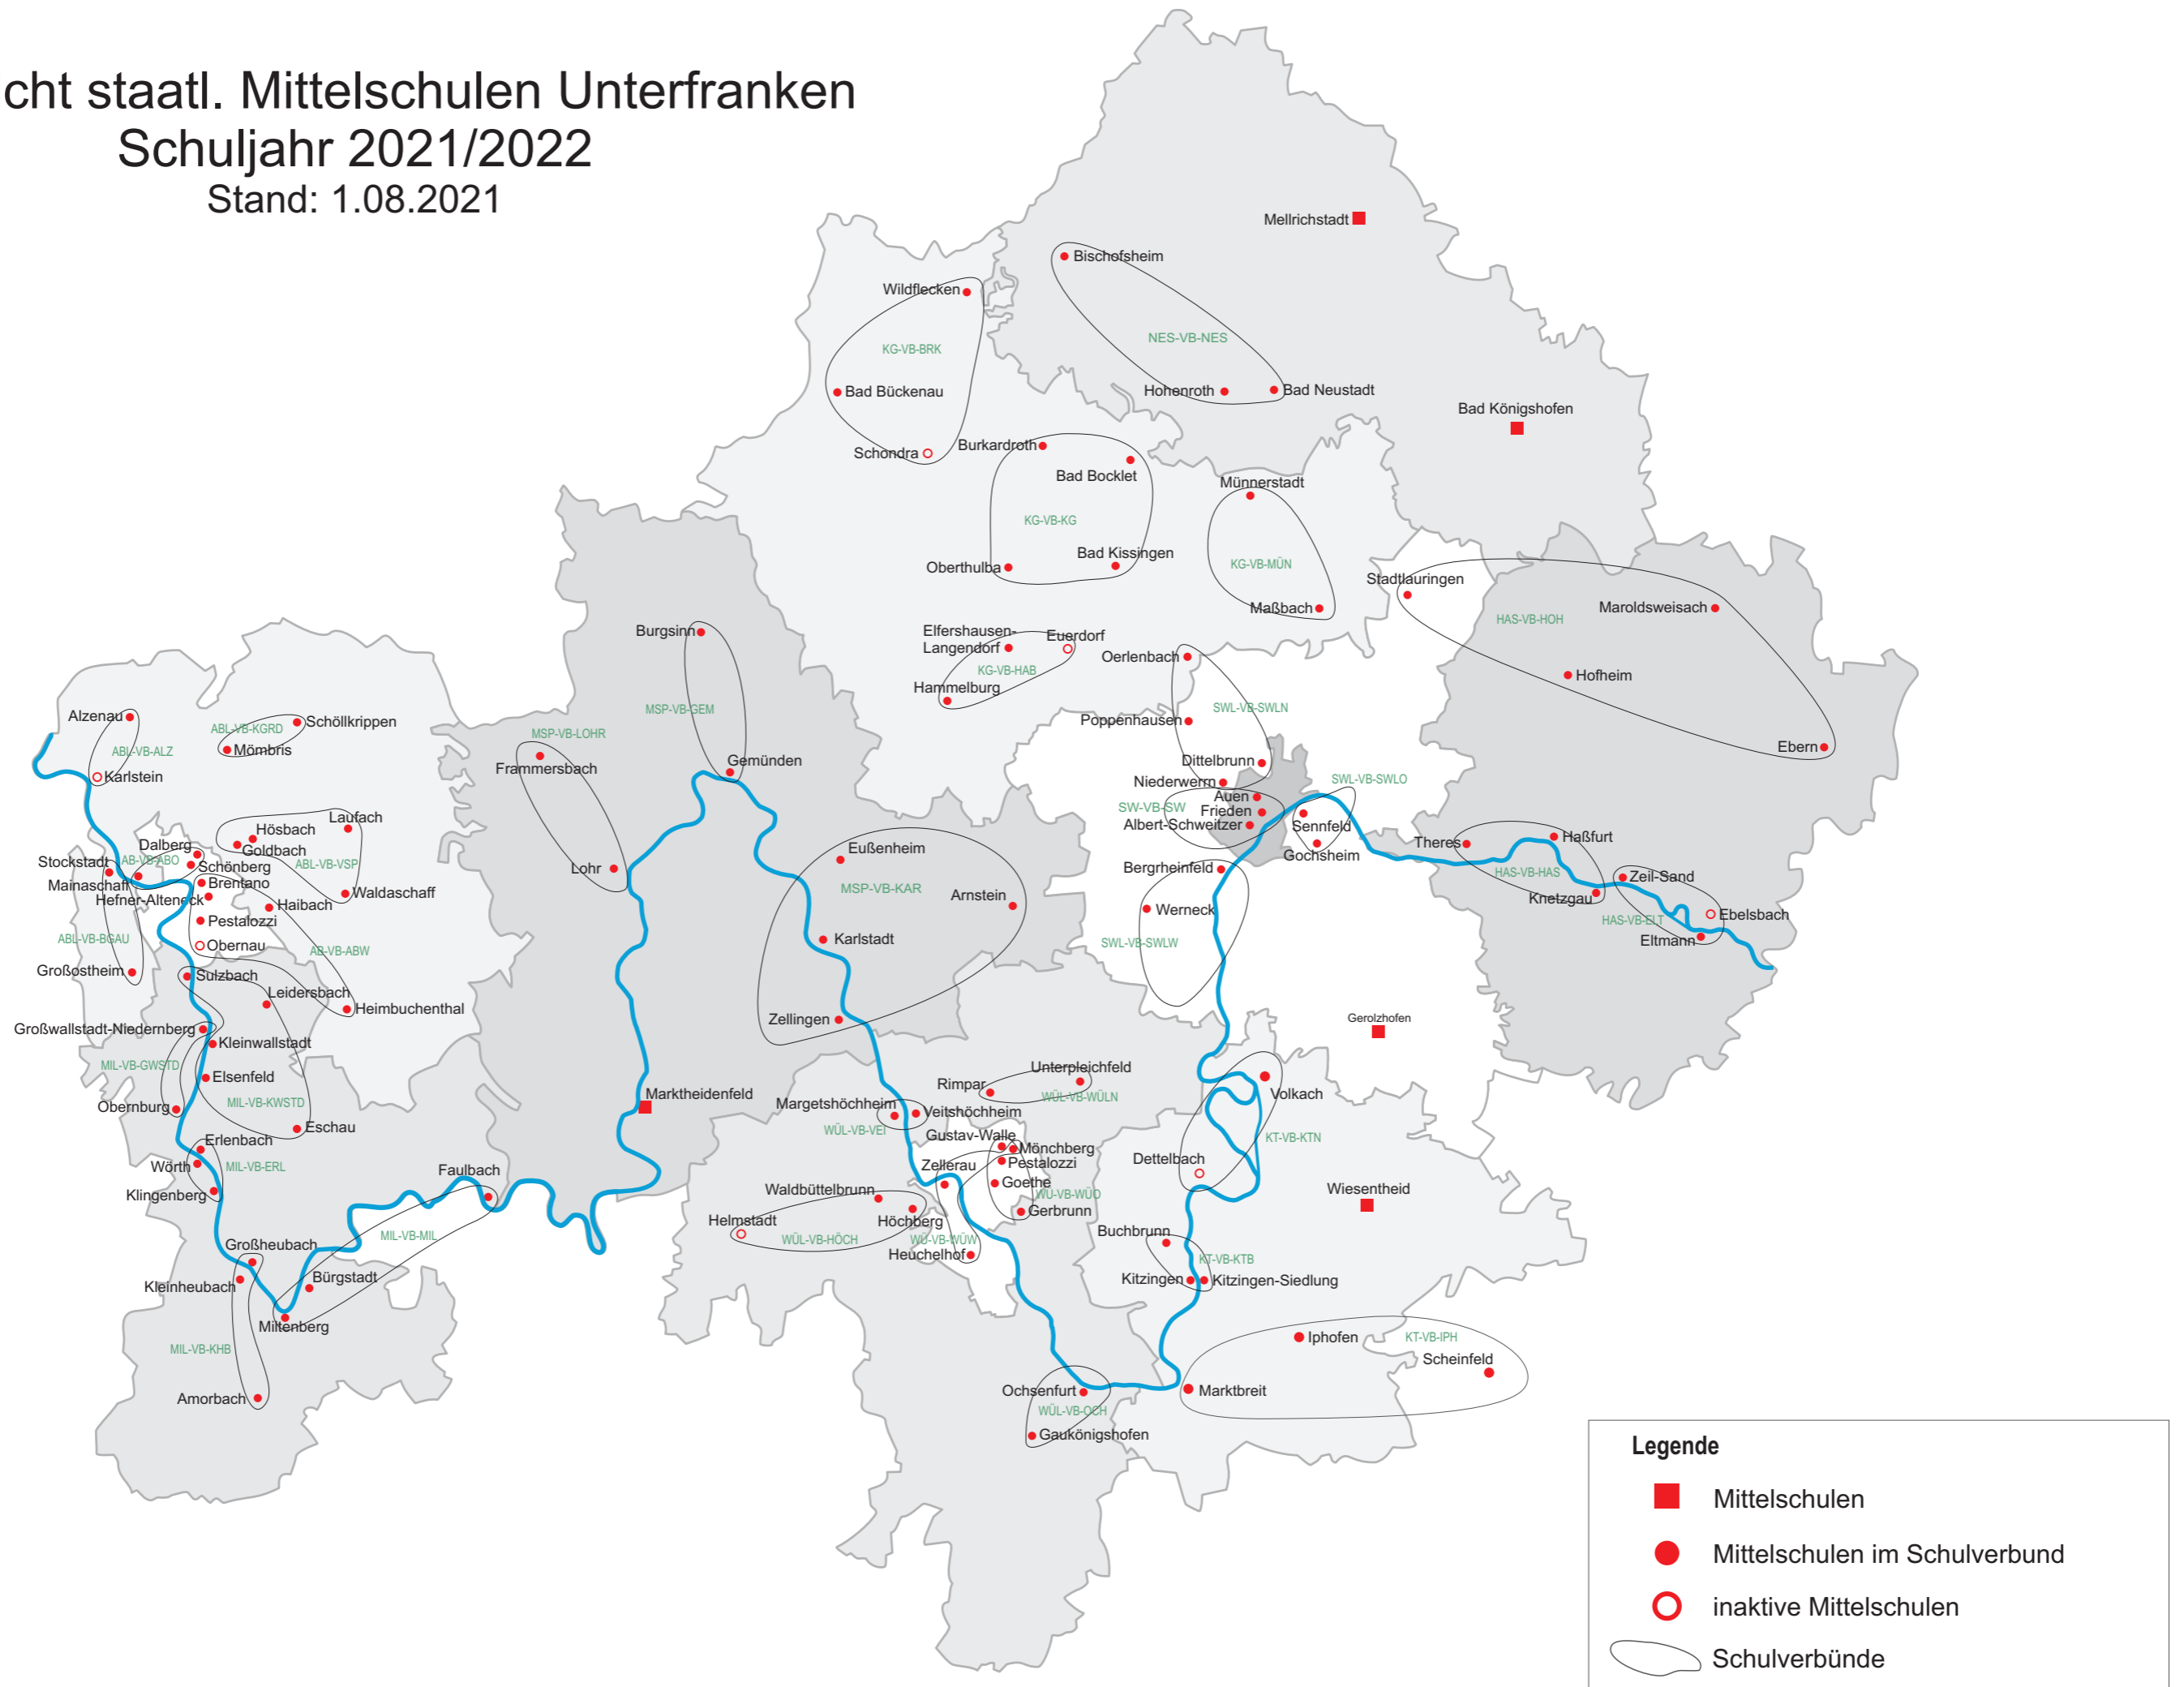 cht staatl. Mittelschulen Unterfranken
Schuljahr 2021/2022
Stand: 1.08.2021
Mellrichstadt
Bischofsheim
Wildflecken
NES-VB-NES
KG-VB-BRK
Bad Bückenau
Hohenroth
Bad Neustadt
Bad Königshofen
Schondra
Burkardroth
Bad Bocklet
Münnerstadt
KG-VB-KG
Bad Kissingen
Oberthulba
KG-VB-MÜN
Maßbach
Stadtlauringen
Maroldsweisach
HAS-VB-HOH
Hofheim
Ebern
Burgsinn
Elfershausen-
Langendorf
Euerdorf
KG-VB-HAB
Hammelburg
Oerlenbach
SWL-VB-SWLN
Poppenhausen
Dittelbrunn
Niederwerrn
MSP-VB-GEM
MSP-VB-LOHR
Frammersbach
Gemünden
Lohr
Alzenau
ABL-VB-KGRD
Schöllkrippen
ABL-VB-ALZ
Mömbris
Karlstein
SWL-VB-SWLO
SW-VB-SW
Auen
Frieden
Albert-Schweitzer
Sennfeld
Gochsheim
Theres
Haßfurt
HAS-VB-HAS
Knetzgau
Zeil-Sand
Ebelsbach
HAS-VB-ELT
Eltmann
Laufach
Hösbach
Goldbach
Dalberg
AB-VB-ABO
Schönberg
ABL-VB-VSP
Stockstadt
Mainaschaff
Brentano
Waldaschaff
Hefner-Alteneck
Haibach
Pestalozzi
ABL-VB-BGAU
Obernau
AB-VB-ABW
Großostheim
Sulzbach
Leidersbach
Heimbuchenthal
Eußenheim
MSP-VB-KAR
Arnstein
Karlstadt
Zellingen
Bergrheinfeld
Werneck
SWL-VB-SWLW
Gerolzhofen
Großwallstadt-Niedernberg
Kleinwallstadt
MIL-VB-GWSTD
Elsenfeld
MIL-VB-KWSTD
Obernburg
Eschau
Erlenbach
Wörth
MIL-VB-ERL
Klingenberg
Faulbach
MIL-VB-MIL
Großheubach
Kleinheubach
Bürgstadt
Miltenberg
MIL-VB-KHB
Amorbach
Marktheidenfeld
Unterpleichfeld
Rimpar
WÜL-VB-WÜLN
Margetshöchheim
Veitshöchheim
WÜL-VB-VEI
Gustav-Walle
Mönchberg
Pestalozzi
Zellerau
Goethe
WÜ-VB-WÜO
Gerbrunn
Waldbüttelbrunn
Höchberg
Helmstadt
WÜL-VB-HÖCH
WÜ-VB-WÜW
Heuchelhof
Volkach
KT-VB-KTN
Dettelbach
Wiesentheid
Buchbrunn
KT-VB-KTB
Kitzingen
Kitzingen-Siedlung
Iphofen
KT-VB-IPH
Scheinfeld
Marktbreit
Ochsenfurt
WÜL-VB-OCH
Gaukönigshofen
Legende
Mittelschulen
Mittelschulen im Schulverbund
inaktive Mittelschulen
Schulverbünde